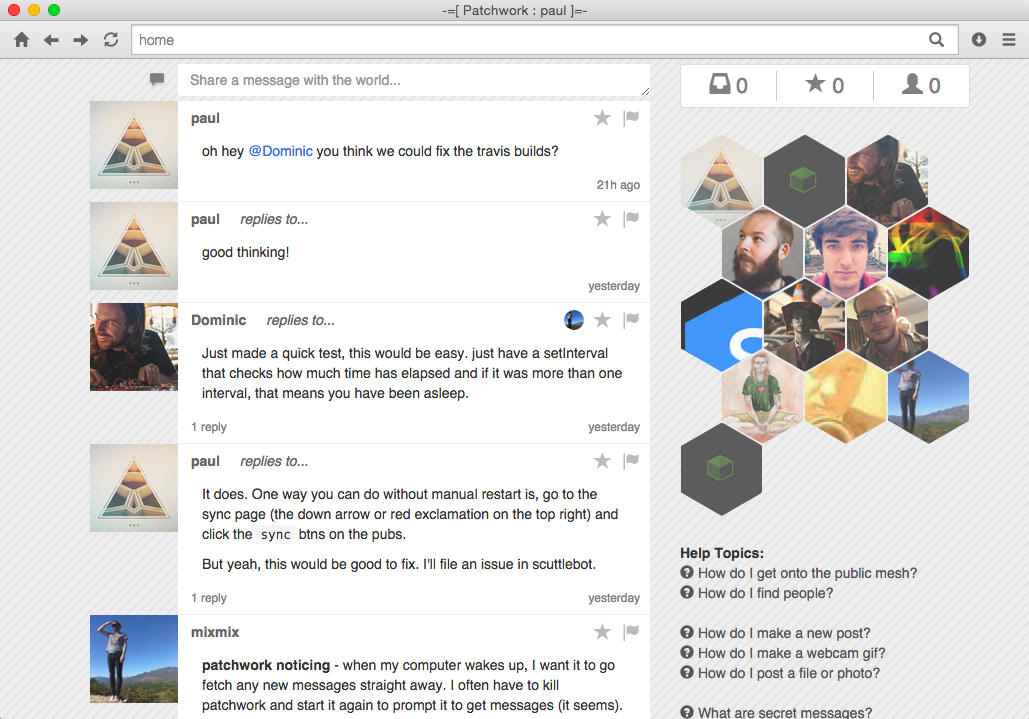 -=[ Patchwork : paul ]=-
home
Share a message with the world...
paul
oh hey @Dominic you think we could fix the travis builds?
21h ago
paul replies to...
good thinking!
yesterday
Dominic replies to...
Just made a quick test, this would be easy. just have a setInterval
that checks how much time has elapsed and if it was more than one
interval, that means you have been asleep.
1 reply yesterday
paul replies to...
It does. One way you can do without manual restart is, go to the
sync page (the down arrow or red exclamation on the top right) and
click the sync btns on the pubs.
But yeah, this would be good to fix. I'll file an issue in scuttlebot.
1 reply yesterday
mixmix
patchwork noticing - when my computer wakes up, I want it to go
fetch any new messages straight away. I often have to kill
patchwork and start it again to prompt it to get messages (it seems).
0 0 0
Help Topics:
How do I get onto the public mesh?
How do I find people?
How do I make a new post?
How do I make a webcam gif?
How do I post a file or photo?
What are secret messages?